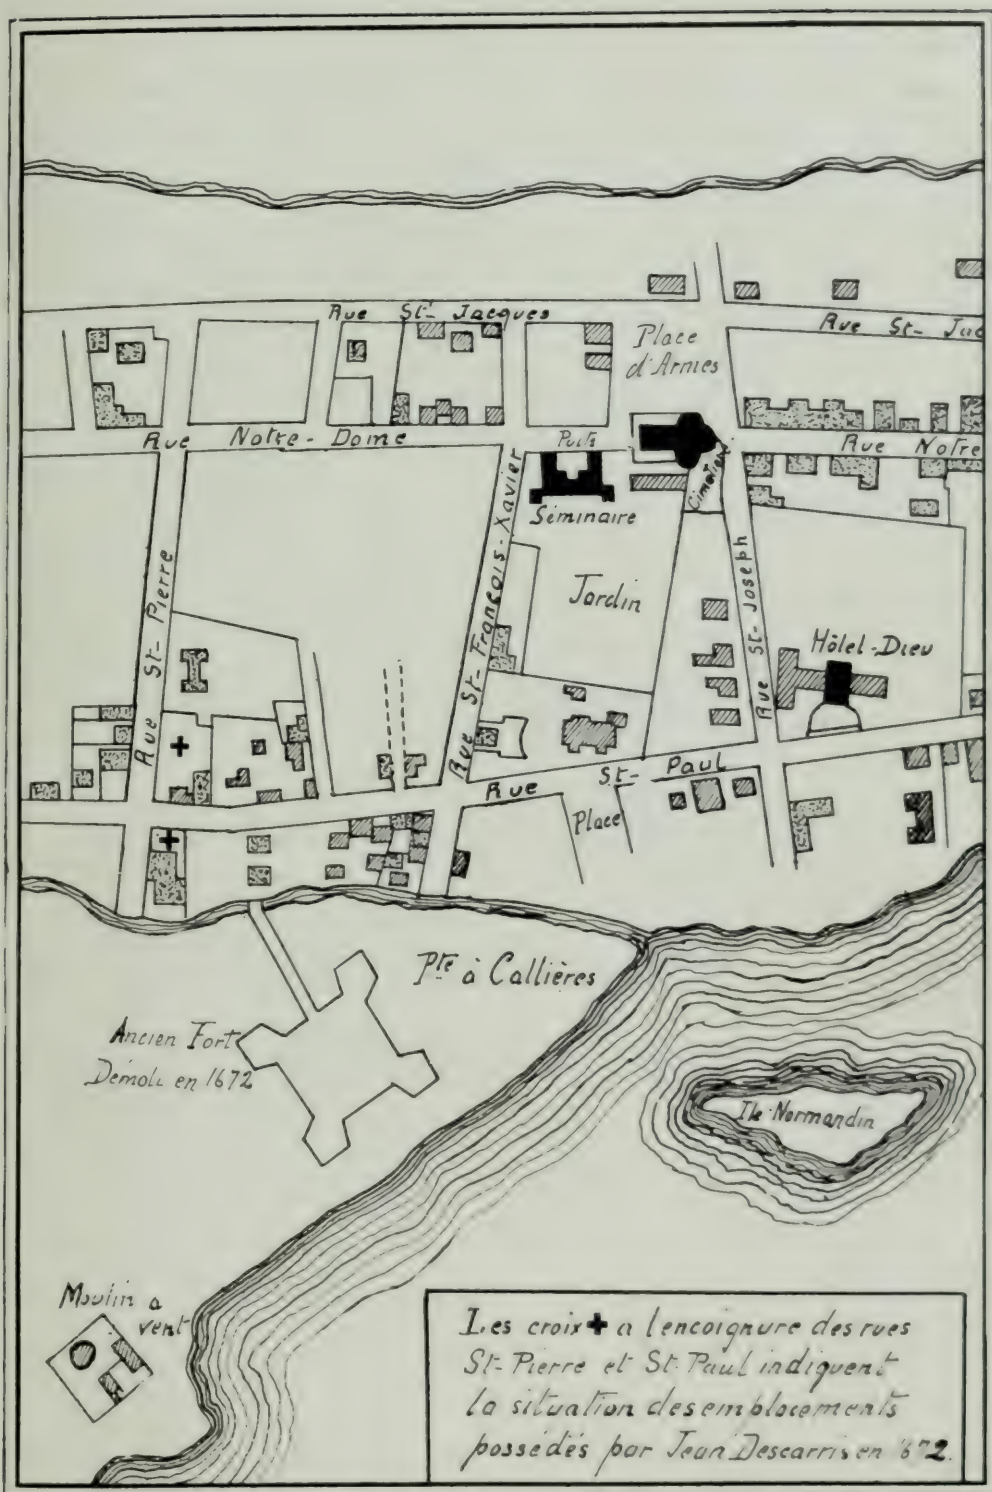 Rue St- Jacques
Rue St- Jac
Place
d'Armes
Rue Notre-Dame
Puits
Rue Notre
Cimetière
Séminaire
Rue St-François-Xavier
Rue St-Pierre
Jardin
Rue St-Joseph
Hôtel-Dieu
Rue St- Paul
Place
Pte à Callières
Ancien Fort
Démoli en 1672
Ile Normandin
Moulin a
vent
Les croix ✚ a lencoignure des rues
St-Pierre et St. Paul indiquent
la situation des emplacements
possédés par Jean Descarris en 1672.